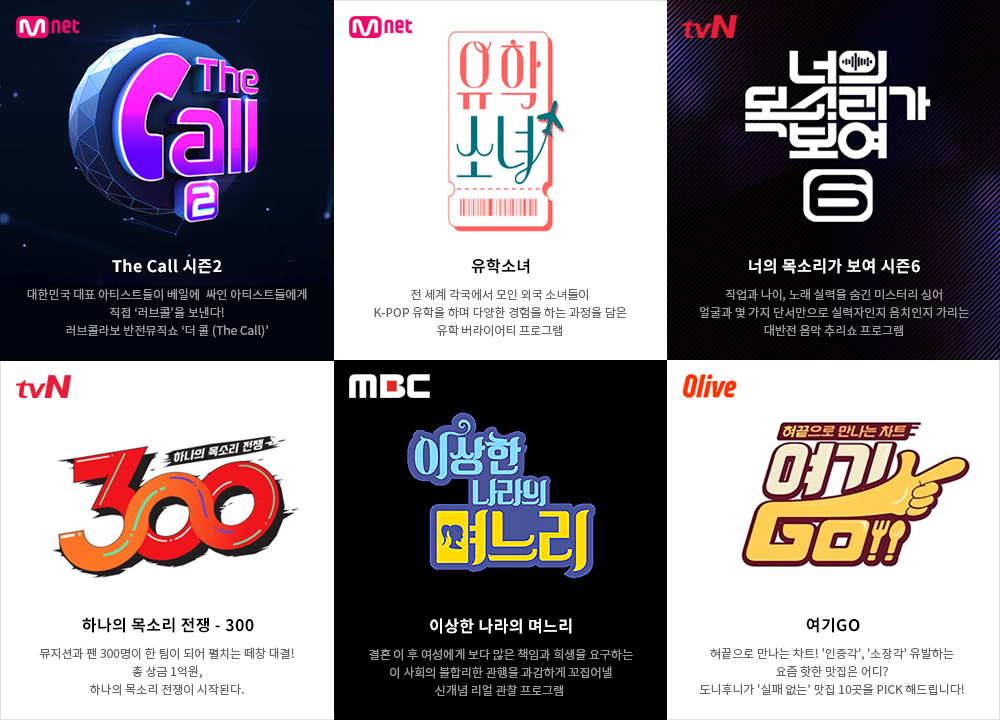 Mnet
The
Call
2
The Call 시즌2
대한민국 대표 아티스트들이 베일에 싸인 아티스트들에게
직접 ‘러브콜’을 보낸다!
러브콜라보 반전뮤직쇼 ‘더 콜 (The Call)’
Mnet
유학
소녀
유학소녀
전 세계 각국에서 모인 외국 소녀들이
K-POP 유학을 하며 다양한 경험을 하는 과정을 담은
유학 버라이어티 프로그램
tvN
너의
목소리가
보여
6
너의 목소리가 보여 시즌6
직업과 나이, 노래 실력을 숨긴 미스터리 싱어
얼굴과 몇 가지 단서만으로 실력자인지 음치인지 가리는
대반전 음악 추리쇼 프로그램
tvN
하나의 목소리 전쟁
300
하나의 목소리 전쟁 - 300
뮤지션과 팬 300명이 한 팀이 되어 펼치는 떼창 대결!
총 상금 1억원,
하나의 목소리 전쟁이 시작된다.
MBC
이상한
나라의
며느리
이상한 나라의 며느리
결혼 이 후 여성에게 보다 많은 책임과 희생을 요구하는
이 사회의 불합리한 관행을 과감하게 꼬집어낼
신개념 리얼 관찰 프로그램
Olive
혀끝으로 만나는 차트
여기
GO!!
여기GO
혀끝으로 만나는 차트! '인증각', '소장각' 유발하는
요즘 핫한 맛집은 어디?
도니후니가 '실패 없는' 맛집 10곳을 PICK 해드립니다!